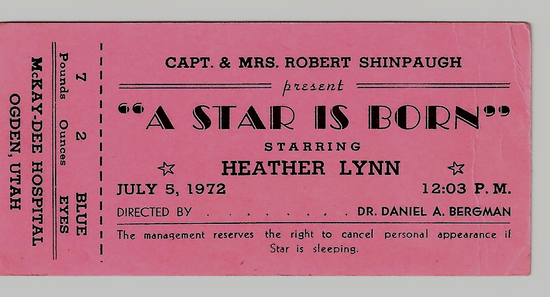 CAPT. & MRS. ROBERT SHINPAUGH
present
““A STAR IS BORN””
STARRING
☆ HEATHER LYNN ☆
JULY 5, 1972 12:03 P.M.
DIRECTED BY . . . . . . . . . DR. DANIEL A. BERGMAN
The management reserves the right to cancel personal appearance if
Star is sleeping.
7 2 BLUE
Pounds Ounces EYES
McKAY-DEE HOSPITAL
OGDEN, UTAH